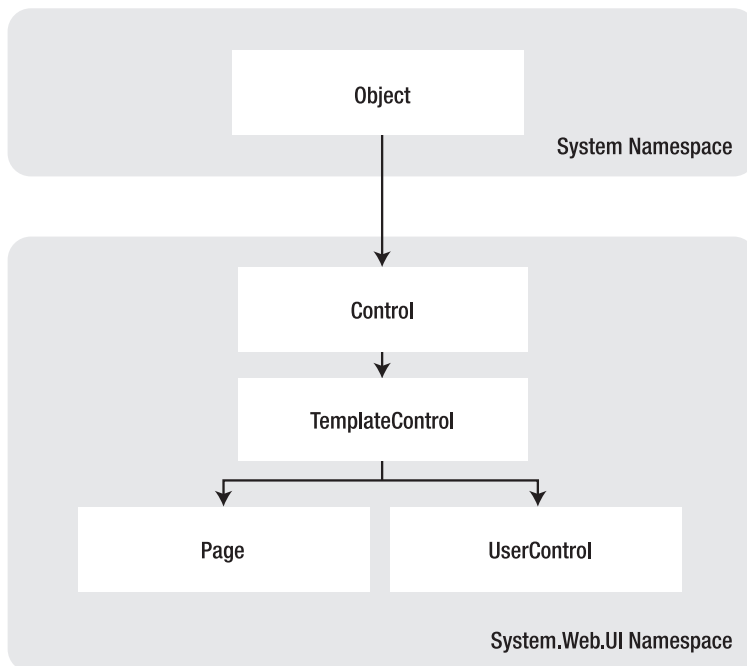 Object
System Namespace
Control
TemplateControl
Page
UserControl
System.Web.UI Namespace